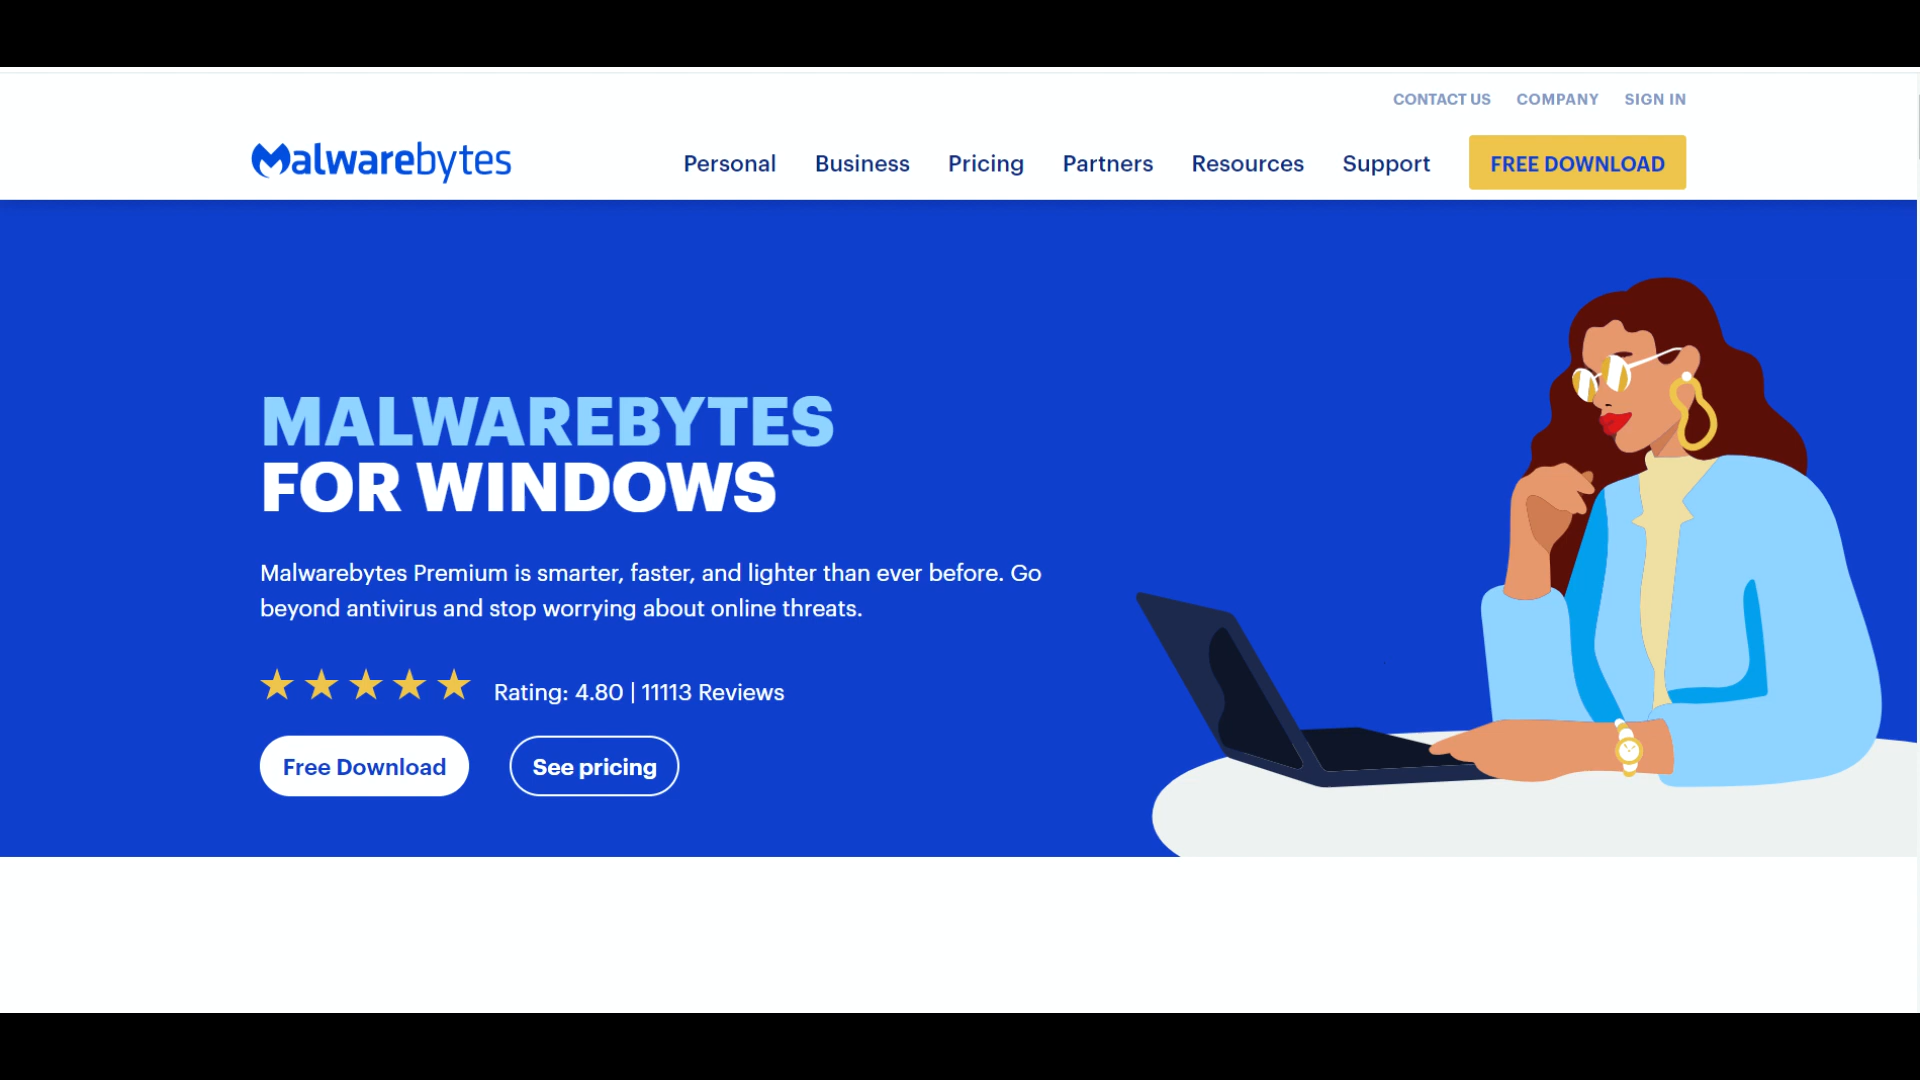 CONTACT US COMPANY SIGN IN
Malwarebytes
Personal Business Pricing Partners Resources Support FREE DOWNLOAD
MALWAREBYTES
FOR WINDOWS
Malwarebytes Premium is smarter, faster, and lighter than ever before. Go
beyond antivirus and stop worrying about online threats.
Rating: 4.80 | 11113 Reviews
Free Download See pricing